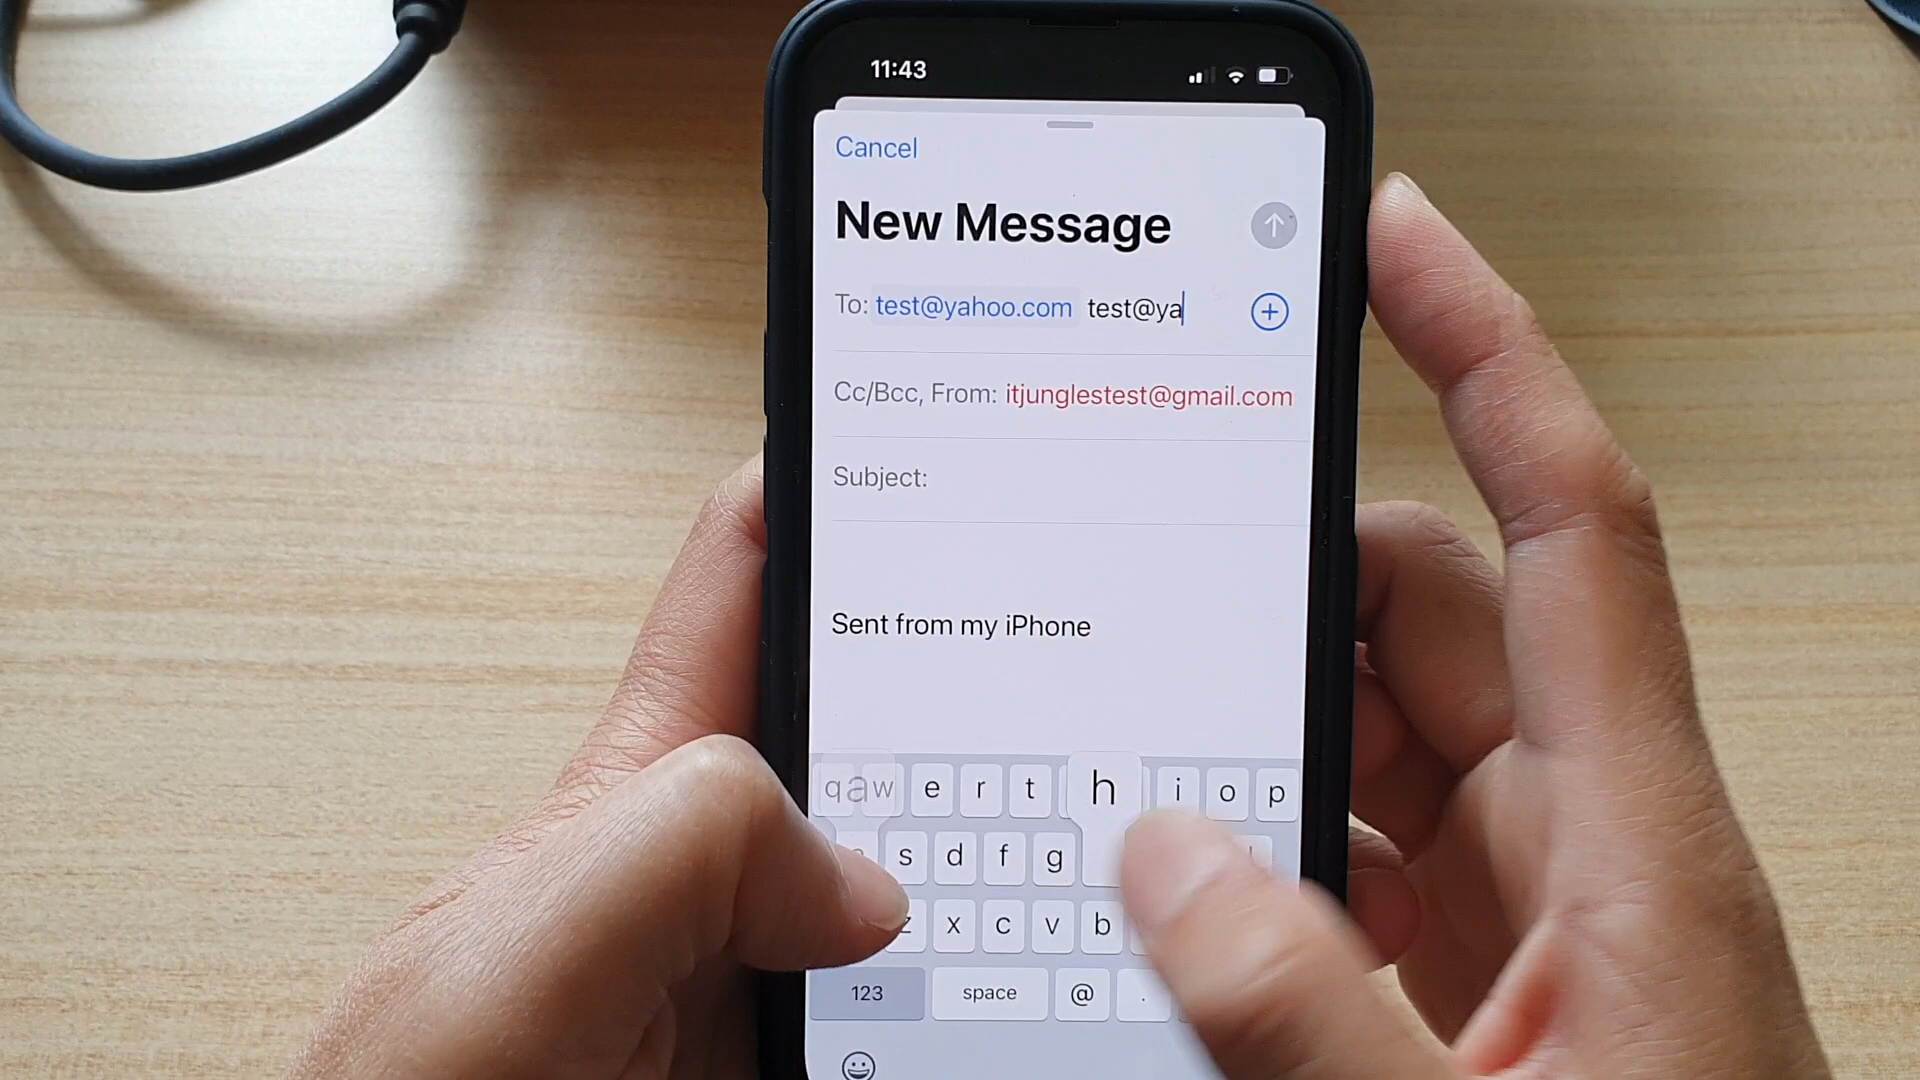 11:43
Cancel
New Message
To: test@yahoo.com test@ya
Cc/Bcc, From: itjunglestest@gmail.com
Subject:
Sent from my iPhone
q a w e r t h i o p
s d f g
z x c v b
123 space @ .